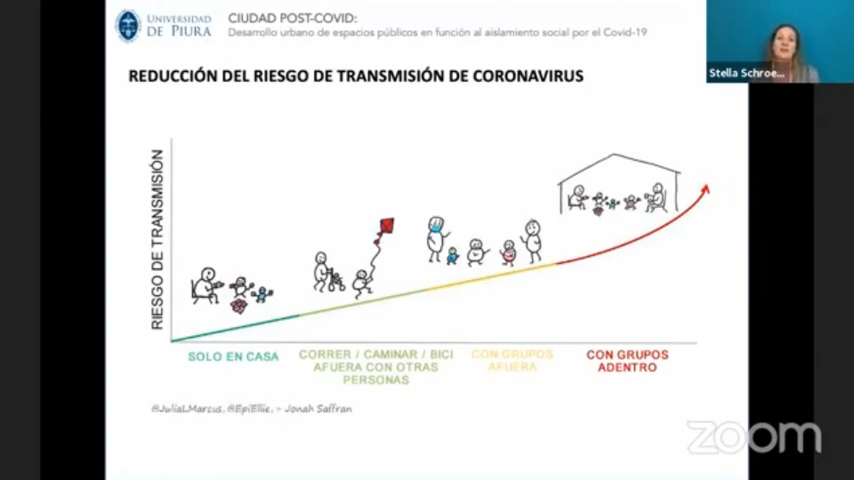 UNIVERSIDAD
DE PIURA
CIUDAD POST-COVID:
Desarrollo urbano de espacios públicos en función al aislamiento social por el Covid-19
Stella Schroe...
REDUCCIÓN DEL RIESGO DE TRANSMISIÓN DE CORONAVIRUS
RIESGO DE TRANSMISIÓN
SOLO EN CASA
CORRER / CAMINAR / BICI
AFUERA CON OTRAS
PERSONAS
CON GRUPOS
AFUERA
CON GRUPOS
ADENTRO
@JuliaLMarcus, @EpiEllie, + Jonah Saffran
zoom